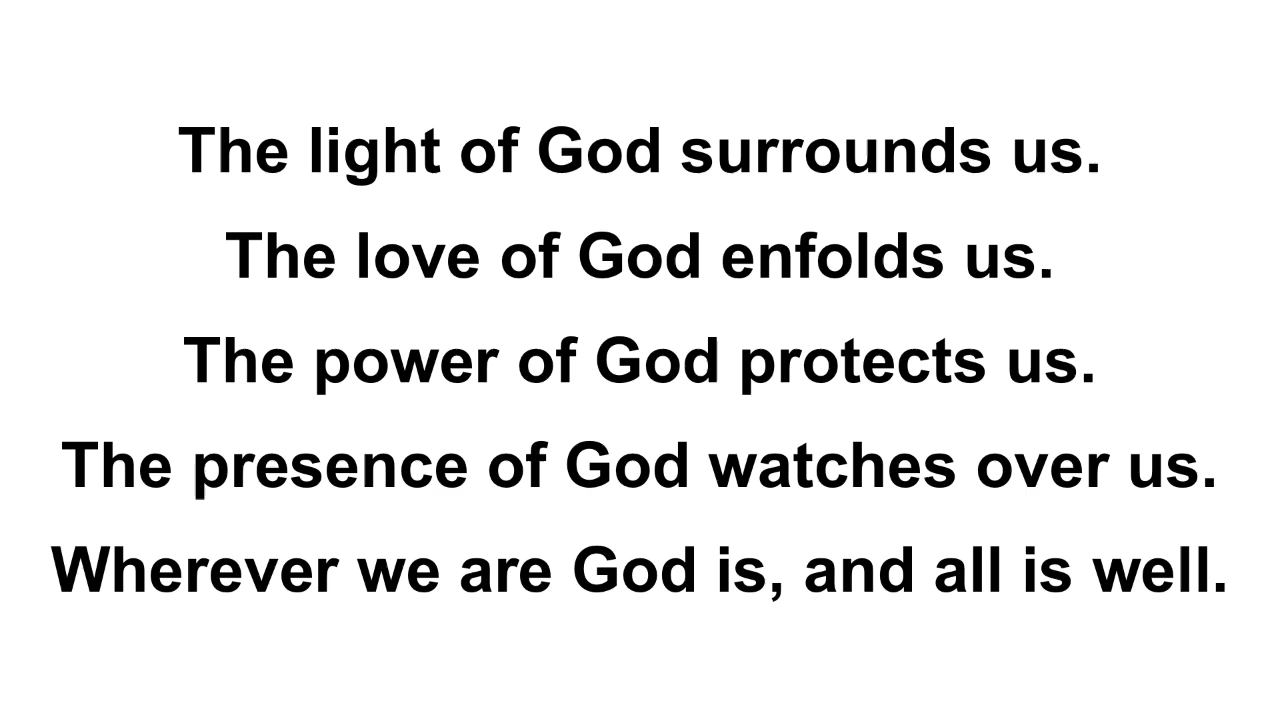 The light of God surrounds us.
The love of God enfolds us.
The power of God protects us.
The presence of God watches over us.
Wherever we are God is, and all is well.